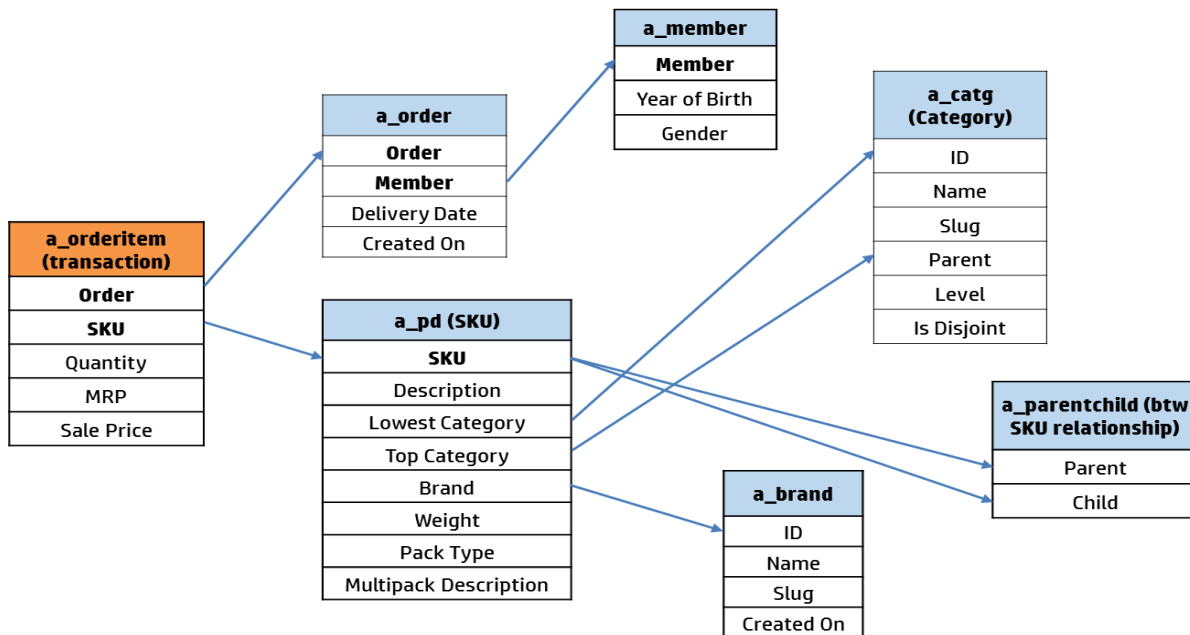 a_member
Member
Year of Birth
Gender
a_order
Order
Member
Delivery Date
Created On
a_catg
(Category)
ID
Name
Slug
Parent
Level
Is Disjoint
a_orderitem
(transaction)
Order
SKU
Quantity
MRP
Sale Price
a_pd (SKU)
SKU
Description
Lowest Category
Top Category
Brand
Weight
Pack Type
Multipack Description
a_brand
ID
Name
Slug
Created On
a_parentchild (btw
SKU relationship)
Parent
Child